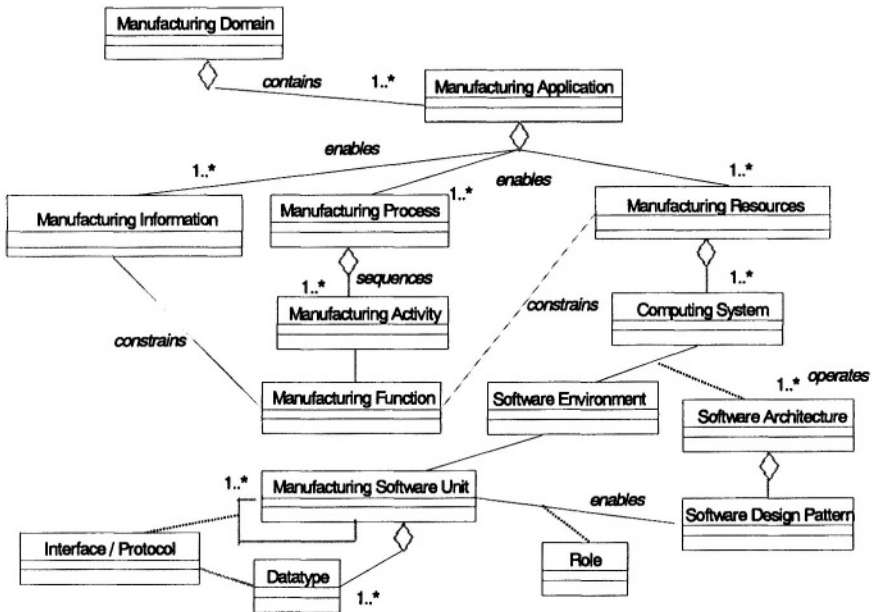 Manufacturing Domain
contains
1..*
Manufacturing Application
enables
1..*
enables
1..*
1..*
Manufacturing Information
Manufacturing Process
Manufacturing Resources
sequences
1..*
1..*
Manufacturing Activity
constrains
Computing System
constrains
operates
1..*
Manufacturing Function
Software Environment
Software Architecture
1..*
Manufacturing Software Unit
enables
Software Design Pattern
Interface / Protocol
Role
Datatype
1..*